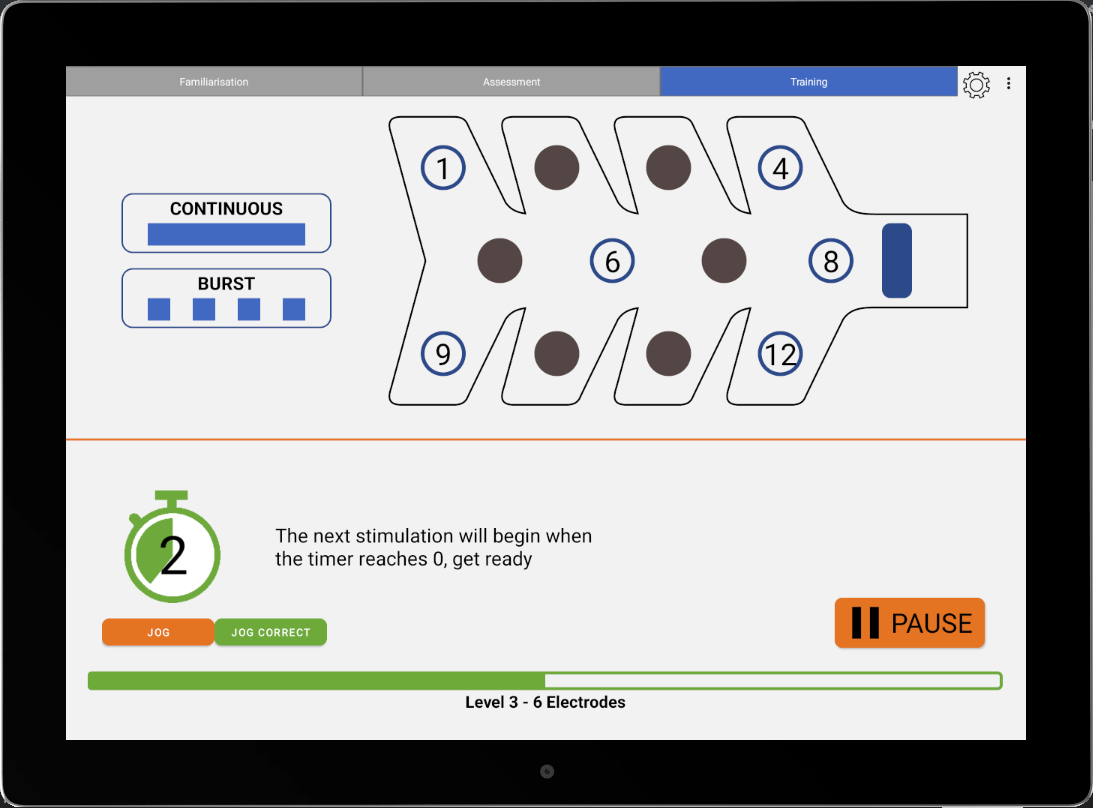 Familiarisation
Assessment
Training
CONTINUOUS
BURST
1
4
6
8
9
12
2
The next stimulation will begin when
the timer reaches 0, get ready
JOG
JOG CORRECT
PAUSE
Level 3 - 6 Electrodes